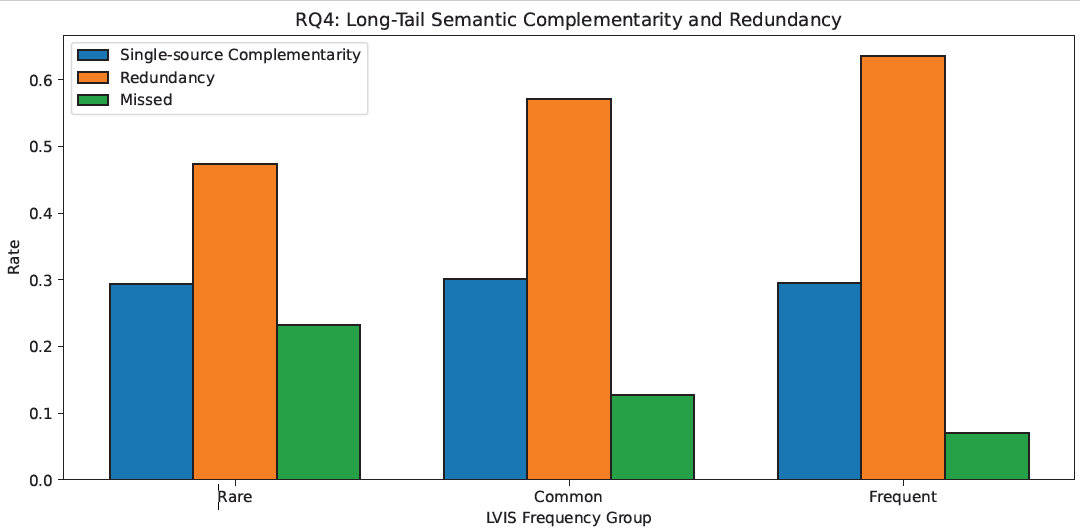 RQ4: Long-Tail Semantic Complementarity and Redundancy
Single-source Complementarity
Redundancy
Missed
0.6
0.5
0.4
0.3
0.2
0.1
0.0
Rate
Rare
Common
Frequent
LVIS Frequency Group